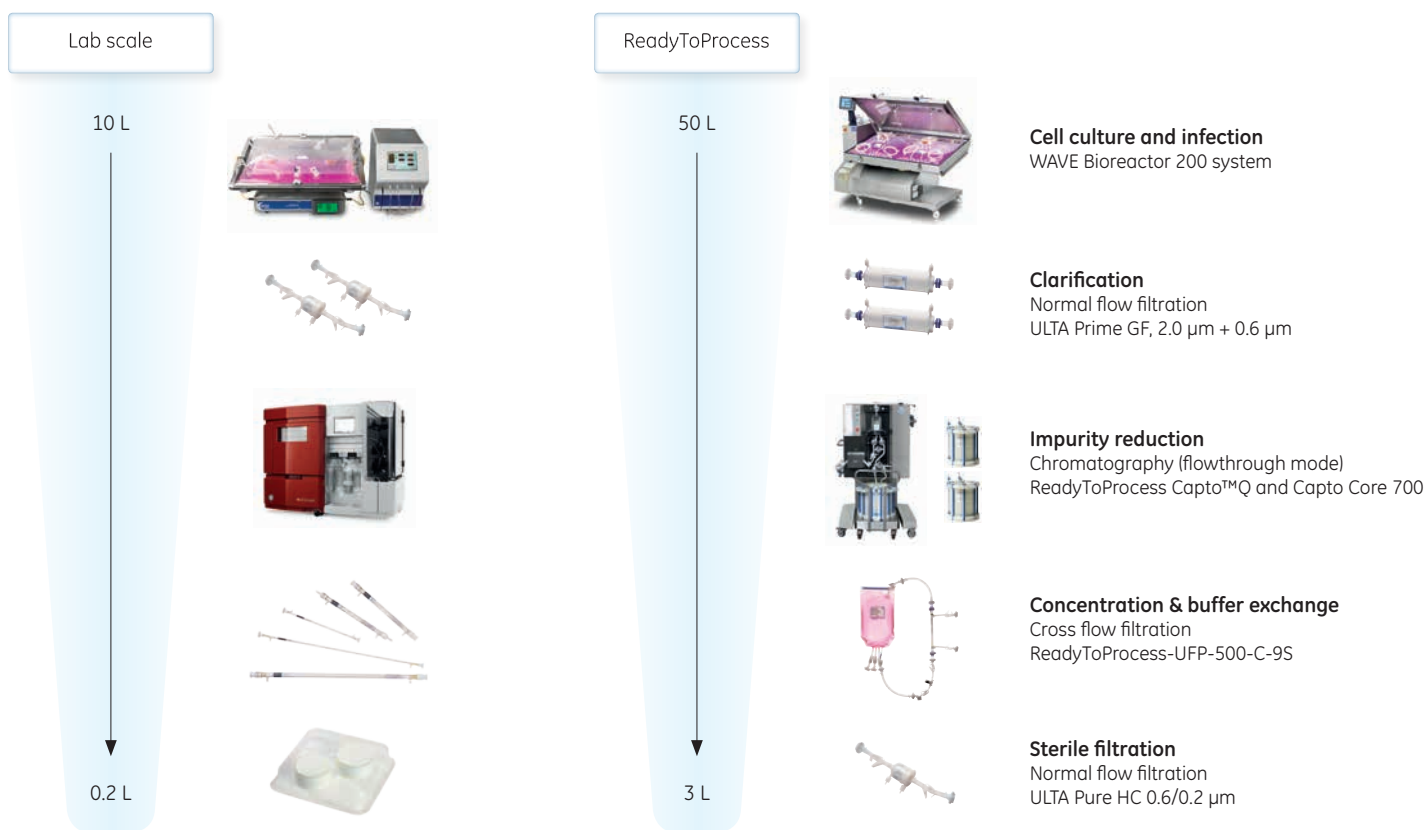 Lab scale
10 L
0.2 L
ReadyToProcess
50 L
3 L
Cell culture and infection
WAVE Bioreactor 200 system
Clarification
Normal flow filtration
ULTA Prime GF, 2.0 µm + 0.6 µm
Impurity reduction
Chromatography (flowthrough mode)
ReadyToProcess Capto™Q and Capto Core 700
Concentration & buffer exchange
Cross flow filtration
ReadyToProcess-UFP-500-C-9S
Sterile filtration
Normal flow filtration
ULTA Pure HC 0.6/0.2 µm